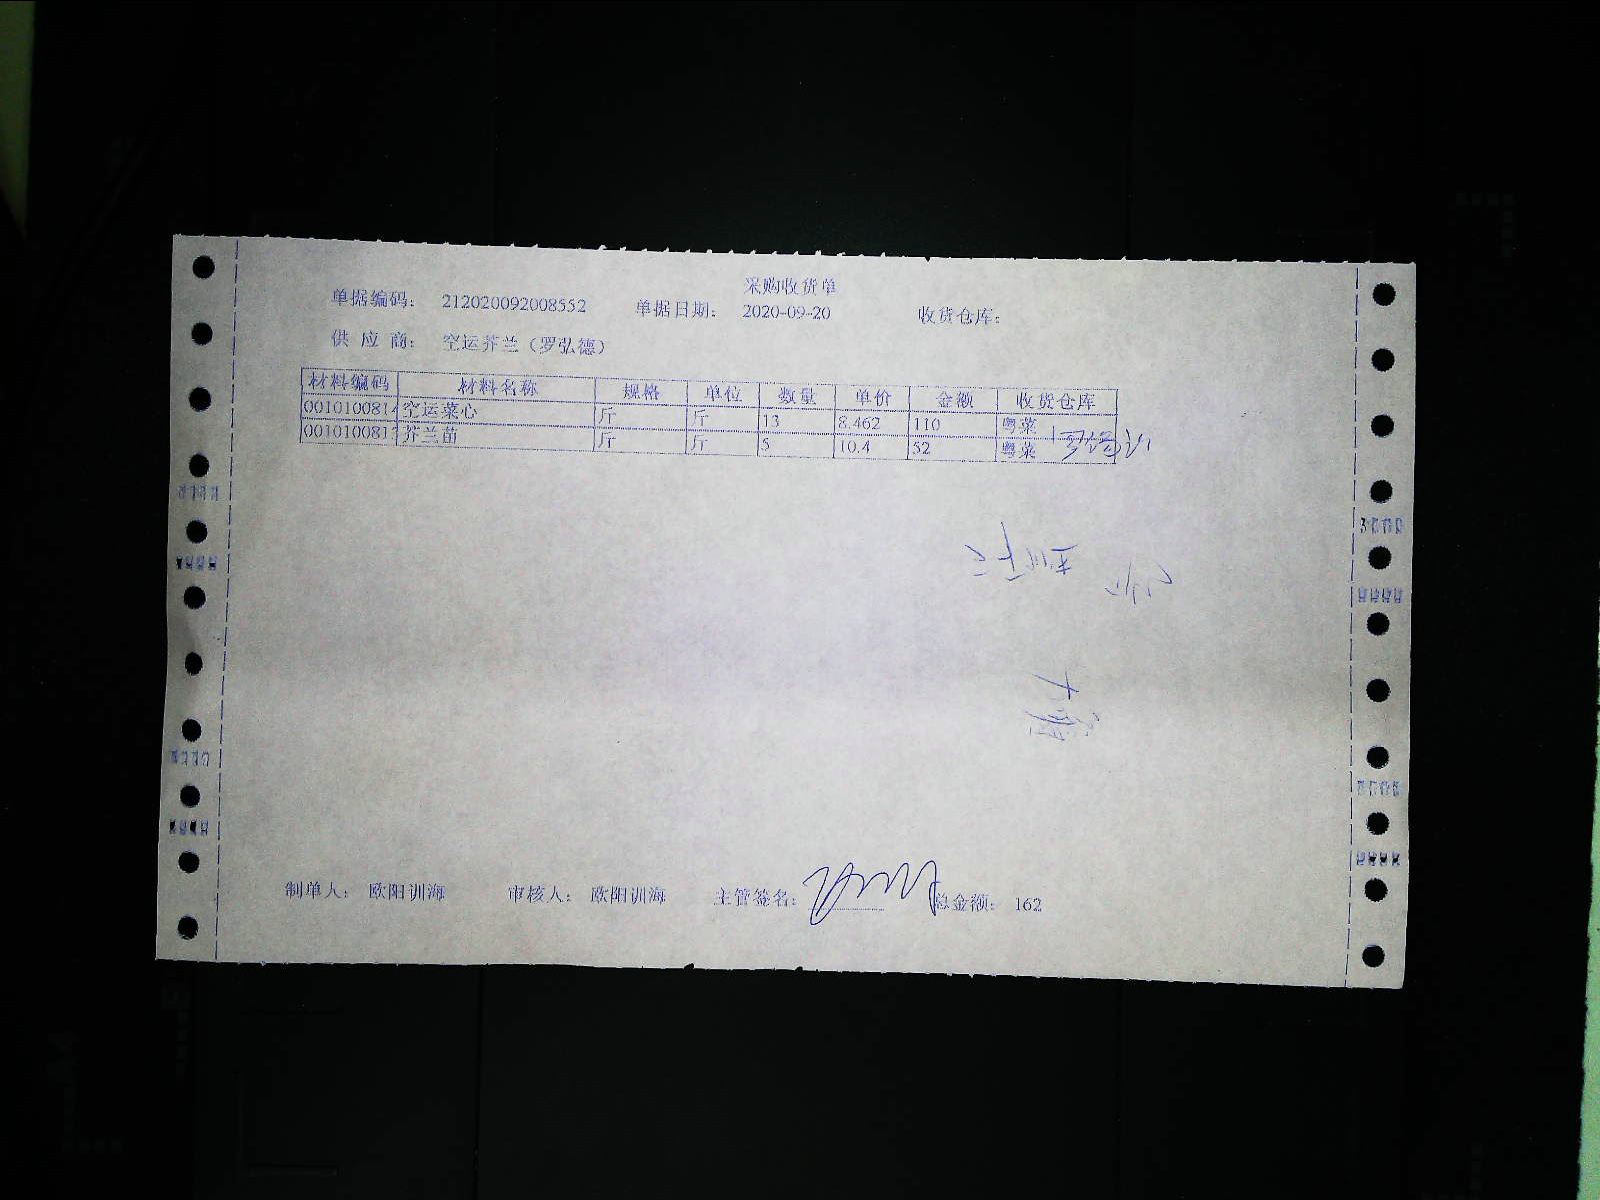 采购收货单
单据编码： 212020092008552 单据日期： 2020-09-20 收货仓库：
供 应 商： 空运芥兰（罗弘德）
材料编码 材料名称 规格 单位 数量 单价 金额 收货仓库
0010100814 空运菜心 斤 斤 13 8.462 110 粤菜
001010081 芥兰苗 斤 斤 5 10.4 52 粤菜
制单人： 欧阳训海 审核人： 欧阳训海 主管签名： 总金额： 162